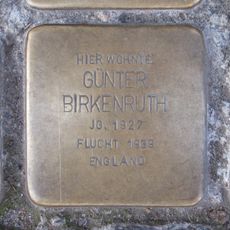 HIER WOHNTE
GÜNTER
BIRKENRUTH
JG. 1927
FLUCHT 1939
ENGLAND